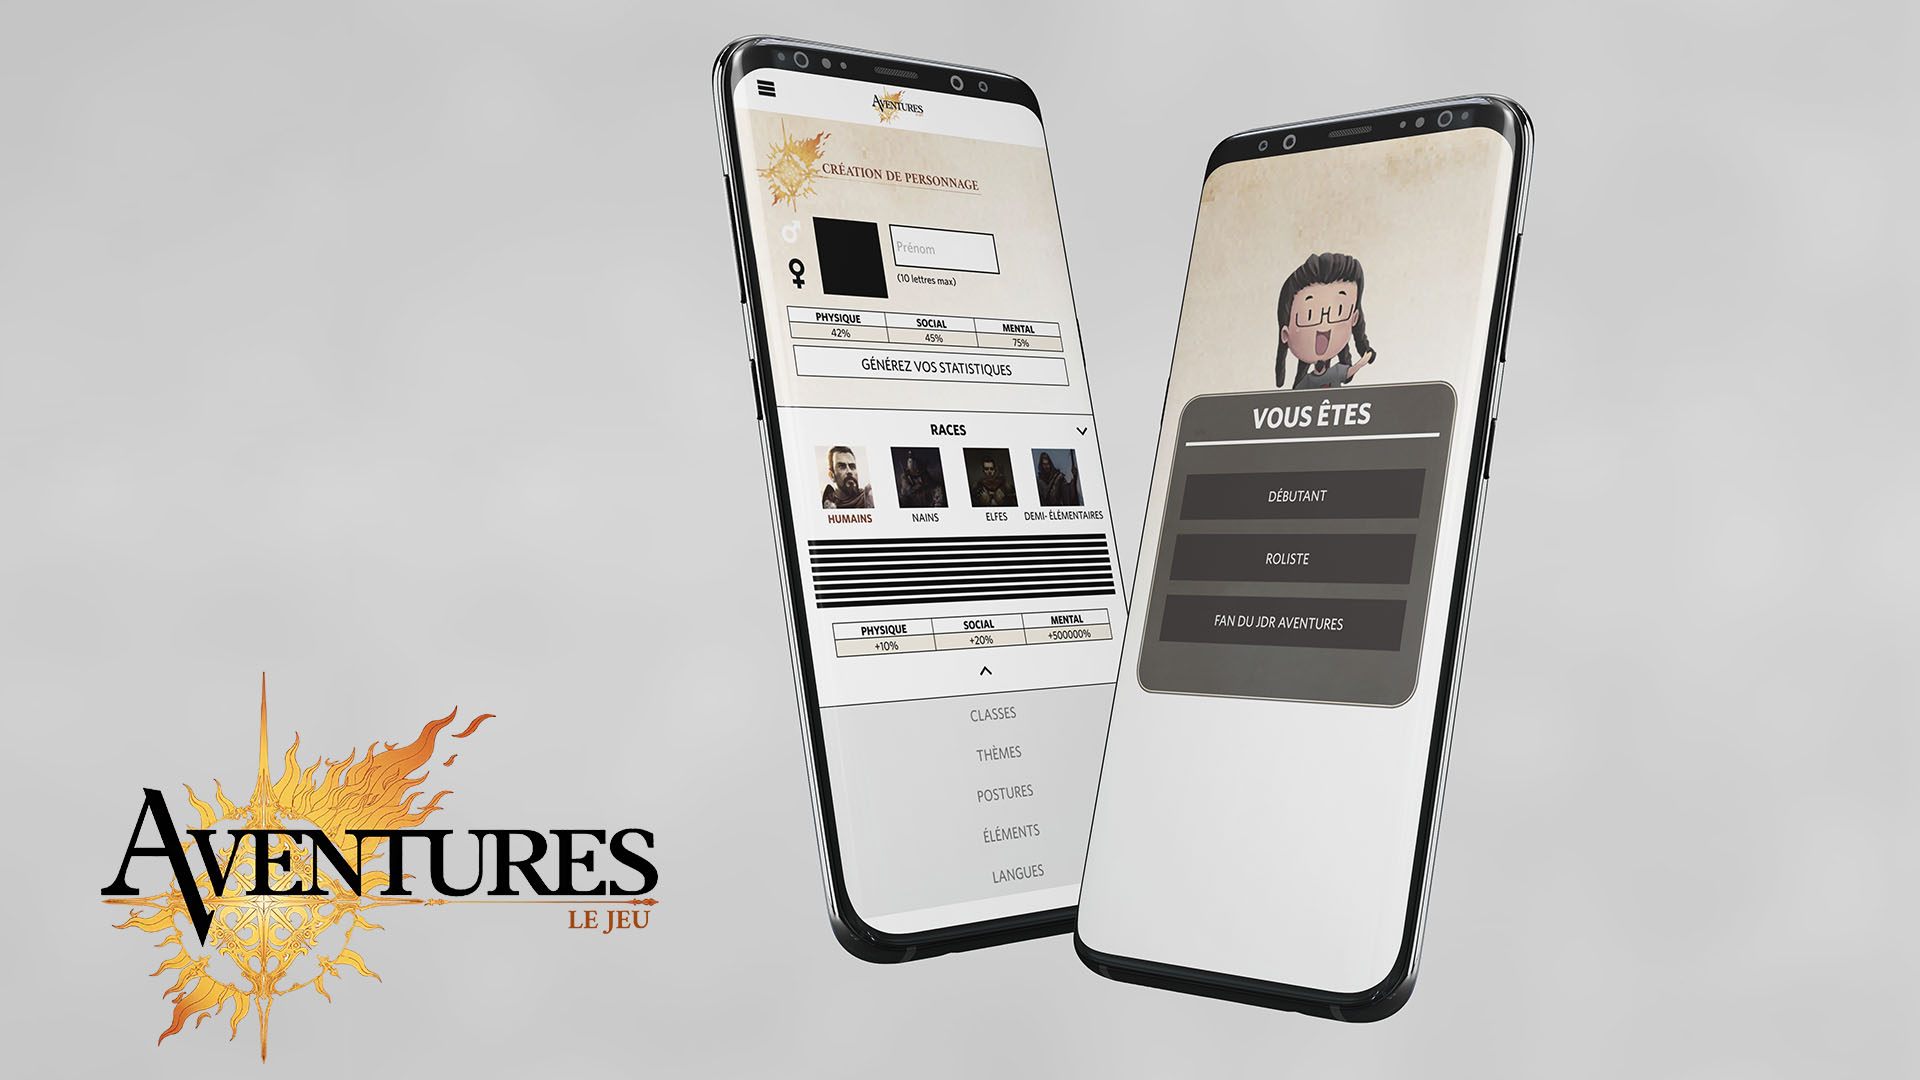 AVENTURES
LE JEU
AVENTURES
CRÉATION DE PERSONNAGE
Prénom
(10 lettres max)
PHYSIQUE SOCIAL MENTAL
42% 45% 75%
GÉNÉREZ VOS STATISTIQUES
RACES
HUMAINS NAINS ELFES DEMI- ÉLÉMENTAIRES
PHYSIQUE SOCIAL MENTAL
+10% +20% +500000%
CLASSES
THÈMES
POSTURES
ÉLÉMENTS
LANGUES
VOUS ÊTES
DÉBUTANT
ROLISTE
FAN DU JDR AVENTURES